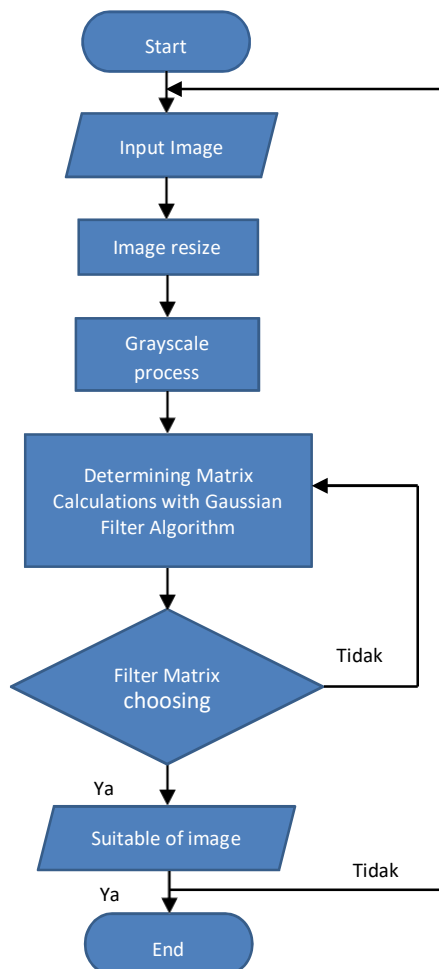 Start
Input Image
Image resize
Grayscale
process
Determining Matrix
Calculations with Gaussian
Filter Algorithm
Filter Matrix
choosing
Tidak
Ya
Suitable of image
Tidak
Ya
End